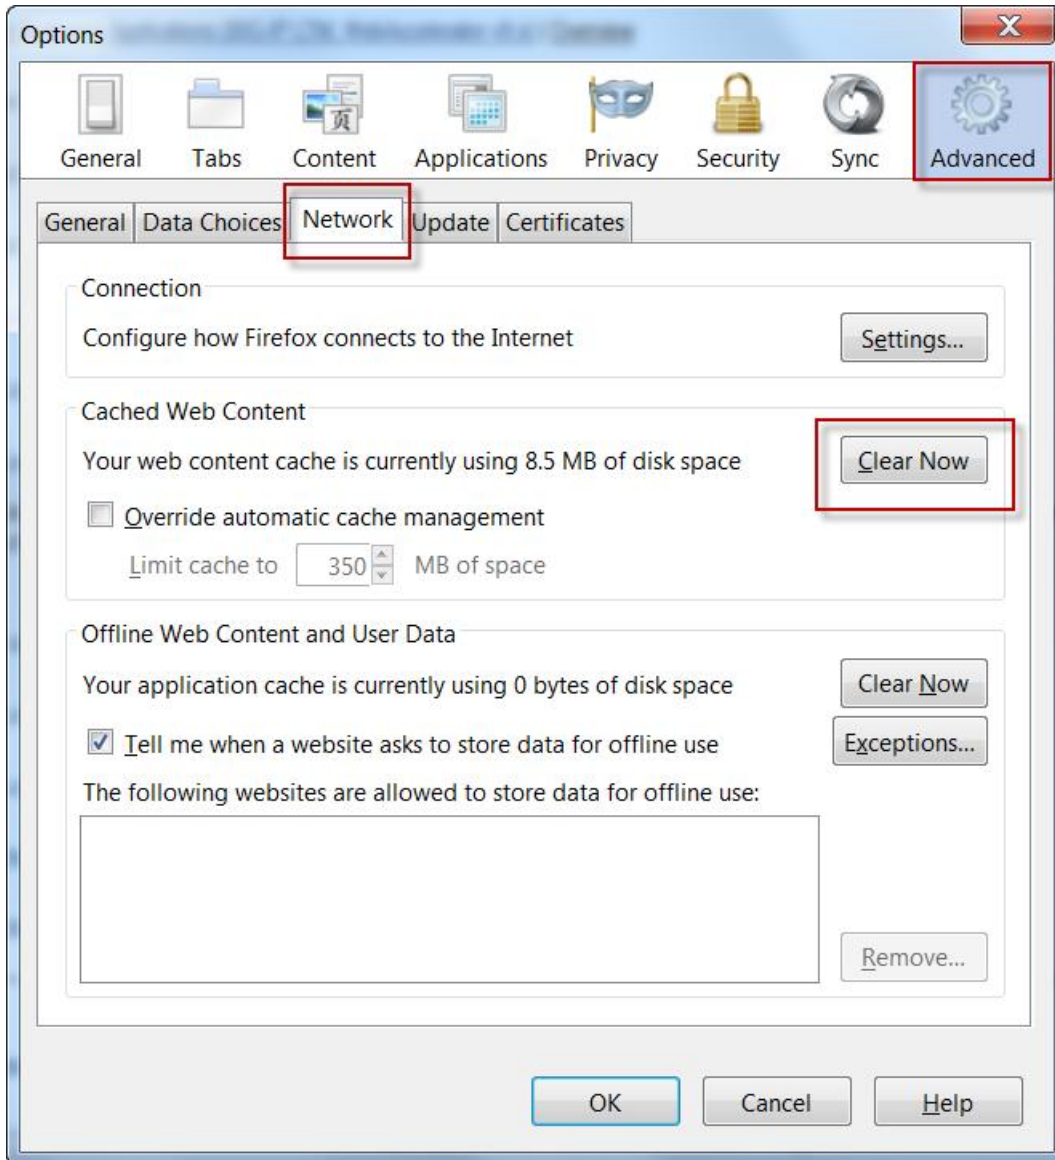 Options
General Tabs Content Applications Privacy Security Sync Advanced
页
General Data Choices Network Update Certificates
Connection
Configure how Firefox connects to the Internet Settings...
Cached Web Content
Your web content cache is currently using 8.5 MB of disk space Clear Now
Override automatic cache management
Limit cache to 350 MB of space
Offline Web Content and User Data
Your application cache is currently using 0 bytes of disk space Clear Now
Tell me when a website asks to store data for offline use Exceptions...
The following websites are allowed to store data for offline use:
Remove...
OK Cancel Help